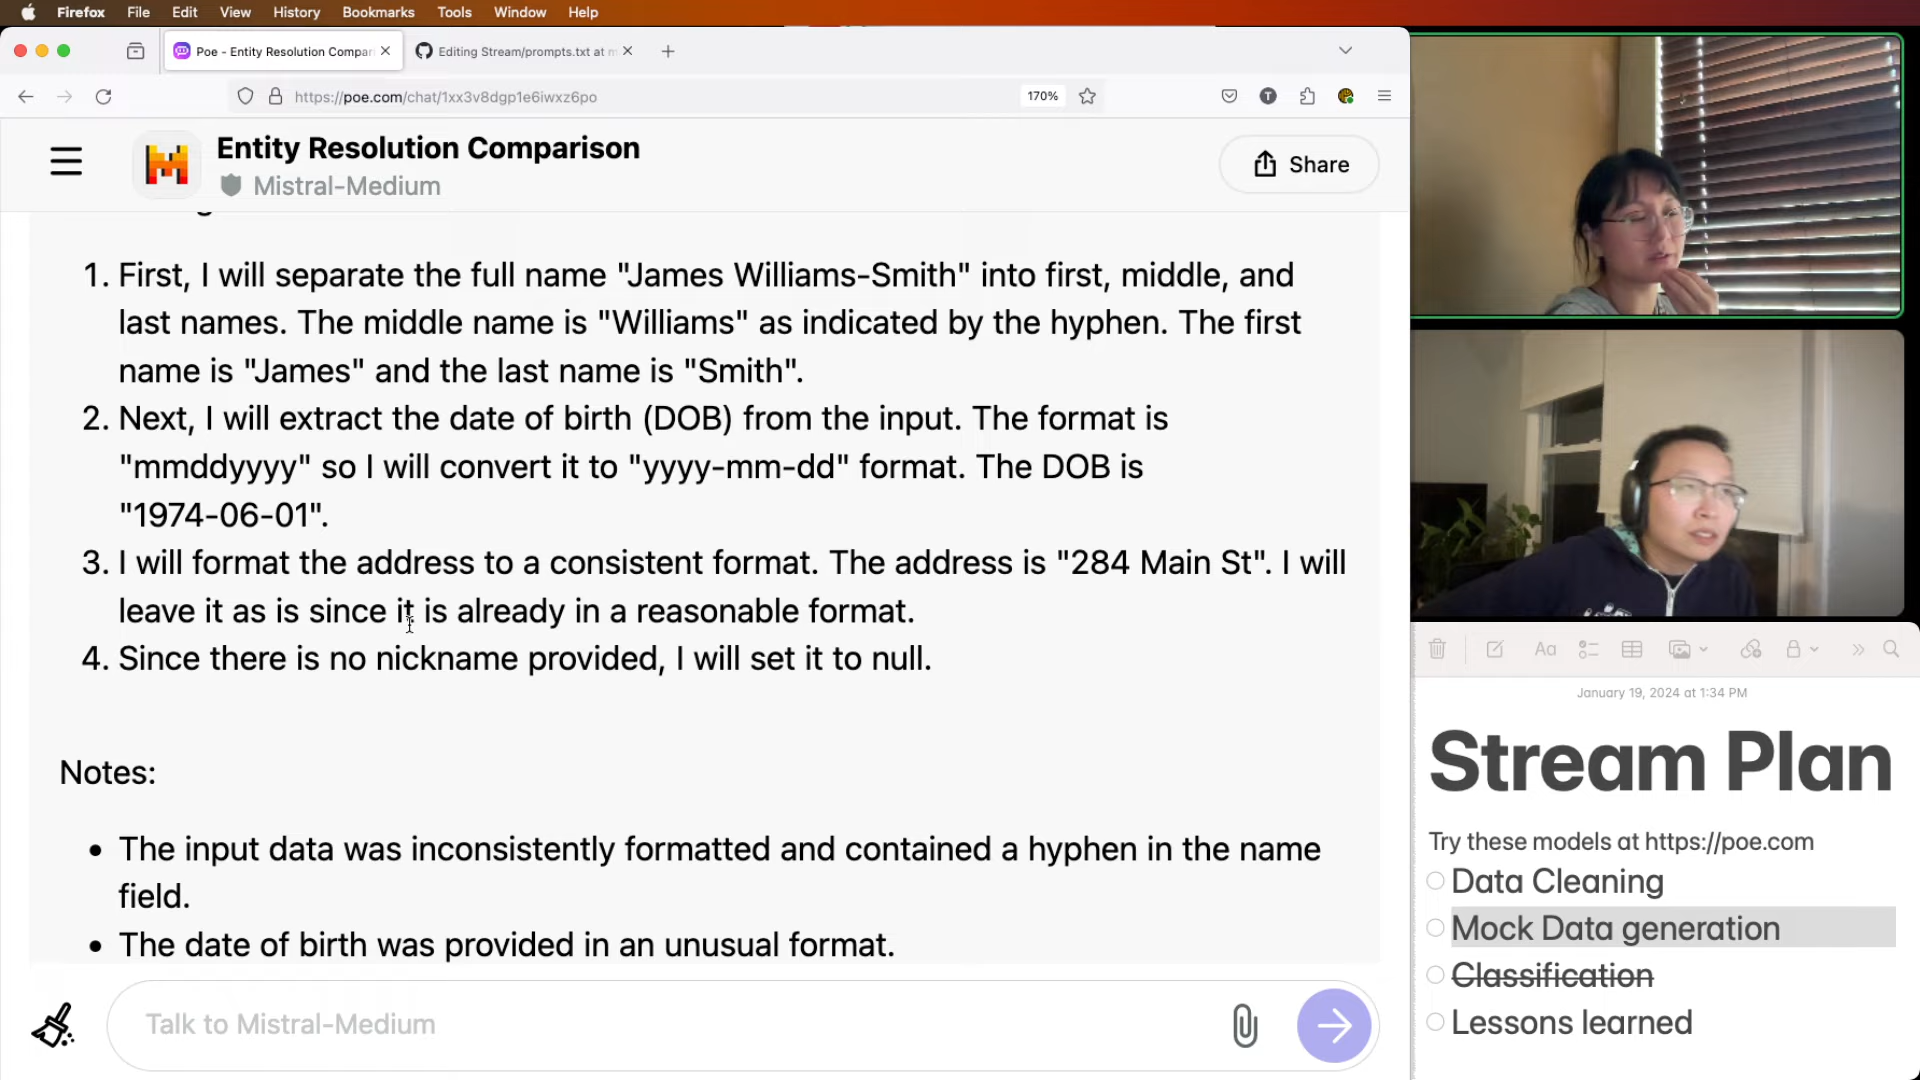 Firefox File Edit View History Bookmarks Tools Window Help
Poe - Entity Resolution Compar
Editing Stream/prompts.txt at m
https://poe.com/chat/1xx3v8dgp1e6iwxz6po
170%
T
Entity Resolution Comparison
Mistral-Medium
Share
1. First, I will separate the full name "James Williams-Smith" into first, middle, and
last names. The middle name is "Williams" as indicated by the hyphen. The first
name is "James" and the last name is "Smith".
2. Next, I will extract the date of birth (DOB) from the input. The format is
"mmddyyyy" so I will convert it to "yyyy-mm-dd" format. The DOB is
"1974-06-01".
3. I will format the address to a consistent format. The address is "284 Main St". I will
leave it as is since it is already in a reasonable format.
4. Since there is no nickname provided, I will set it to null.
Notes:
• The input data was inconsistently formatted and contained a hyphen in the name
field.
• The date of birth was provided in an unusual format.
Talk to Mistral-Medium
Aa
January 19, 2024 at 1:34 PM
Stream Plan
Try these models at https://poe.com
Data Cleaning
Mock Data generation
Classification
Lessons learned